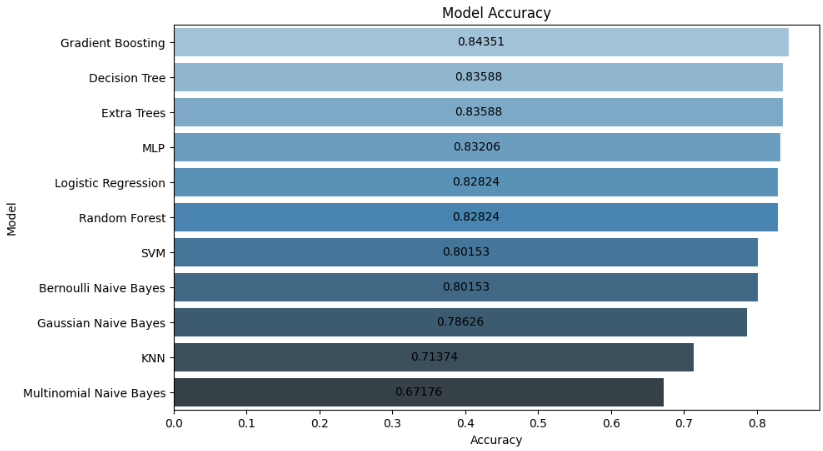 Model Accuracy
Gradient Boosting 0.84351
Decision Tree 0.83588
Extra Trees 0.83588
MLP 0.83206
Logistic Regression 0.82824
Random Forest 0.82824
SVM 0.80153
Bernoulli Naive Bayes 0.80153
Gaussian Naive Bayes 0.78626
KNN 0.71374
Multinomial Naive Bayes 0.67176
Model
0.0 0.1 0.2 0.3 0.4 0.5 0.6 0.7 0.8
Accuracy